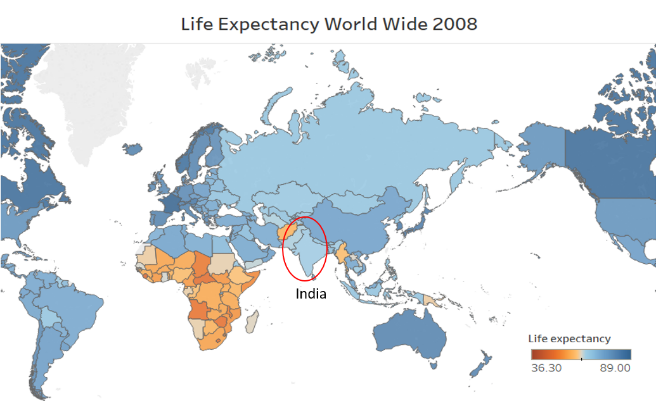 Life Expectancy World Wide 2008
India
Life expectancy
36.30 89.00